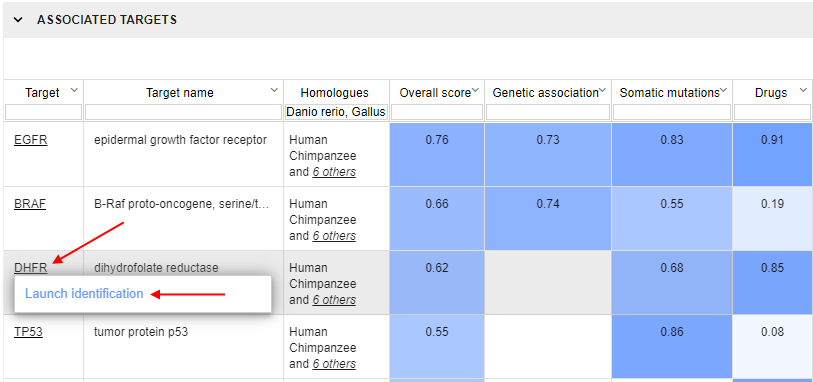 ASSOCIATED TARGETS
Target Target name Homologues Overall score Genetic association Somatic mutations Drugs
Danio rerio, Gallus
EGFR epidermal growth factor receptor Human 0.76 0.73 0.83 0.91
Chimpanzee
and 6 others
BRAF B-Raf proto-oncogene, serine/t... Human 0.66 0.74 0.55 0.19
Chimpanzee
and 6 others
DHFR dihydrofolate reductase Human 0.62 0.68 0.85
Chimpanzee
Launch identification
and 6 others
TP53 tumor protein p53 Human 0.55 0.86 0.08
Chimpanzee
and 6 others